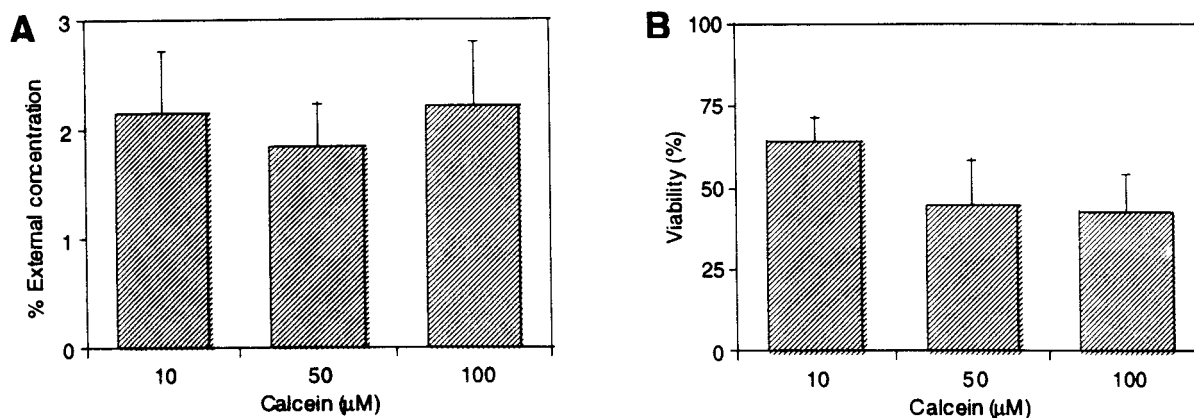 A
% External concentration
3
2
1
0
10 50 100
Calcein (µM)
B
Viability (%)
100
75
50
25
0
10 50 100
Calcein (µM)